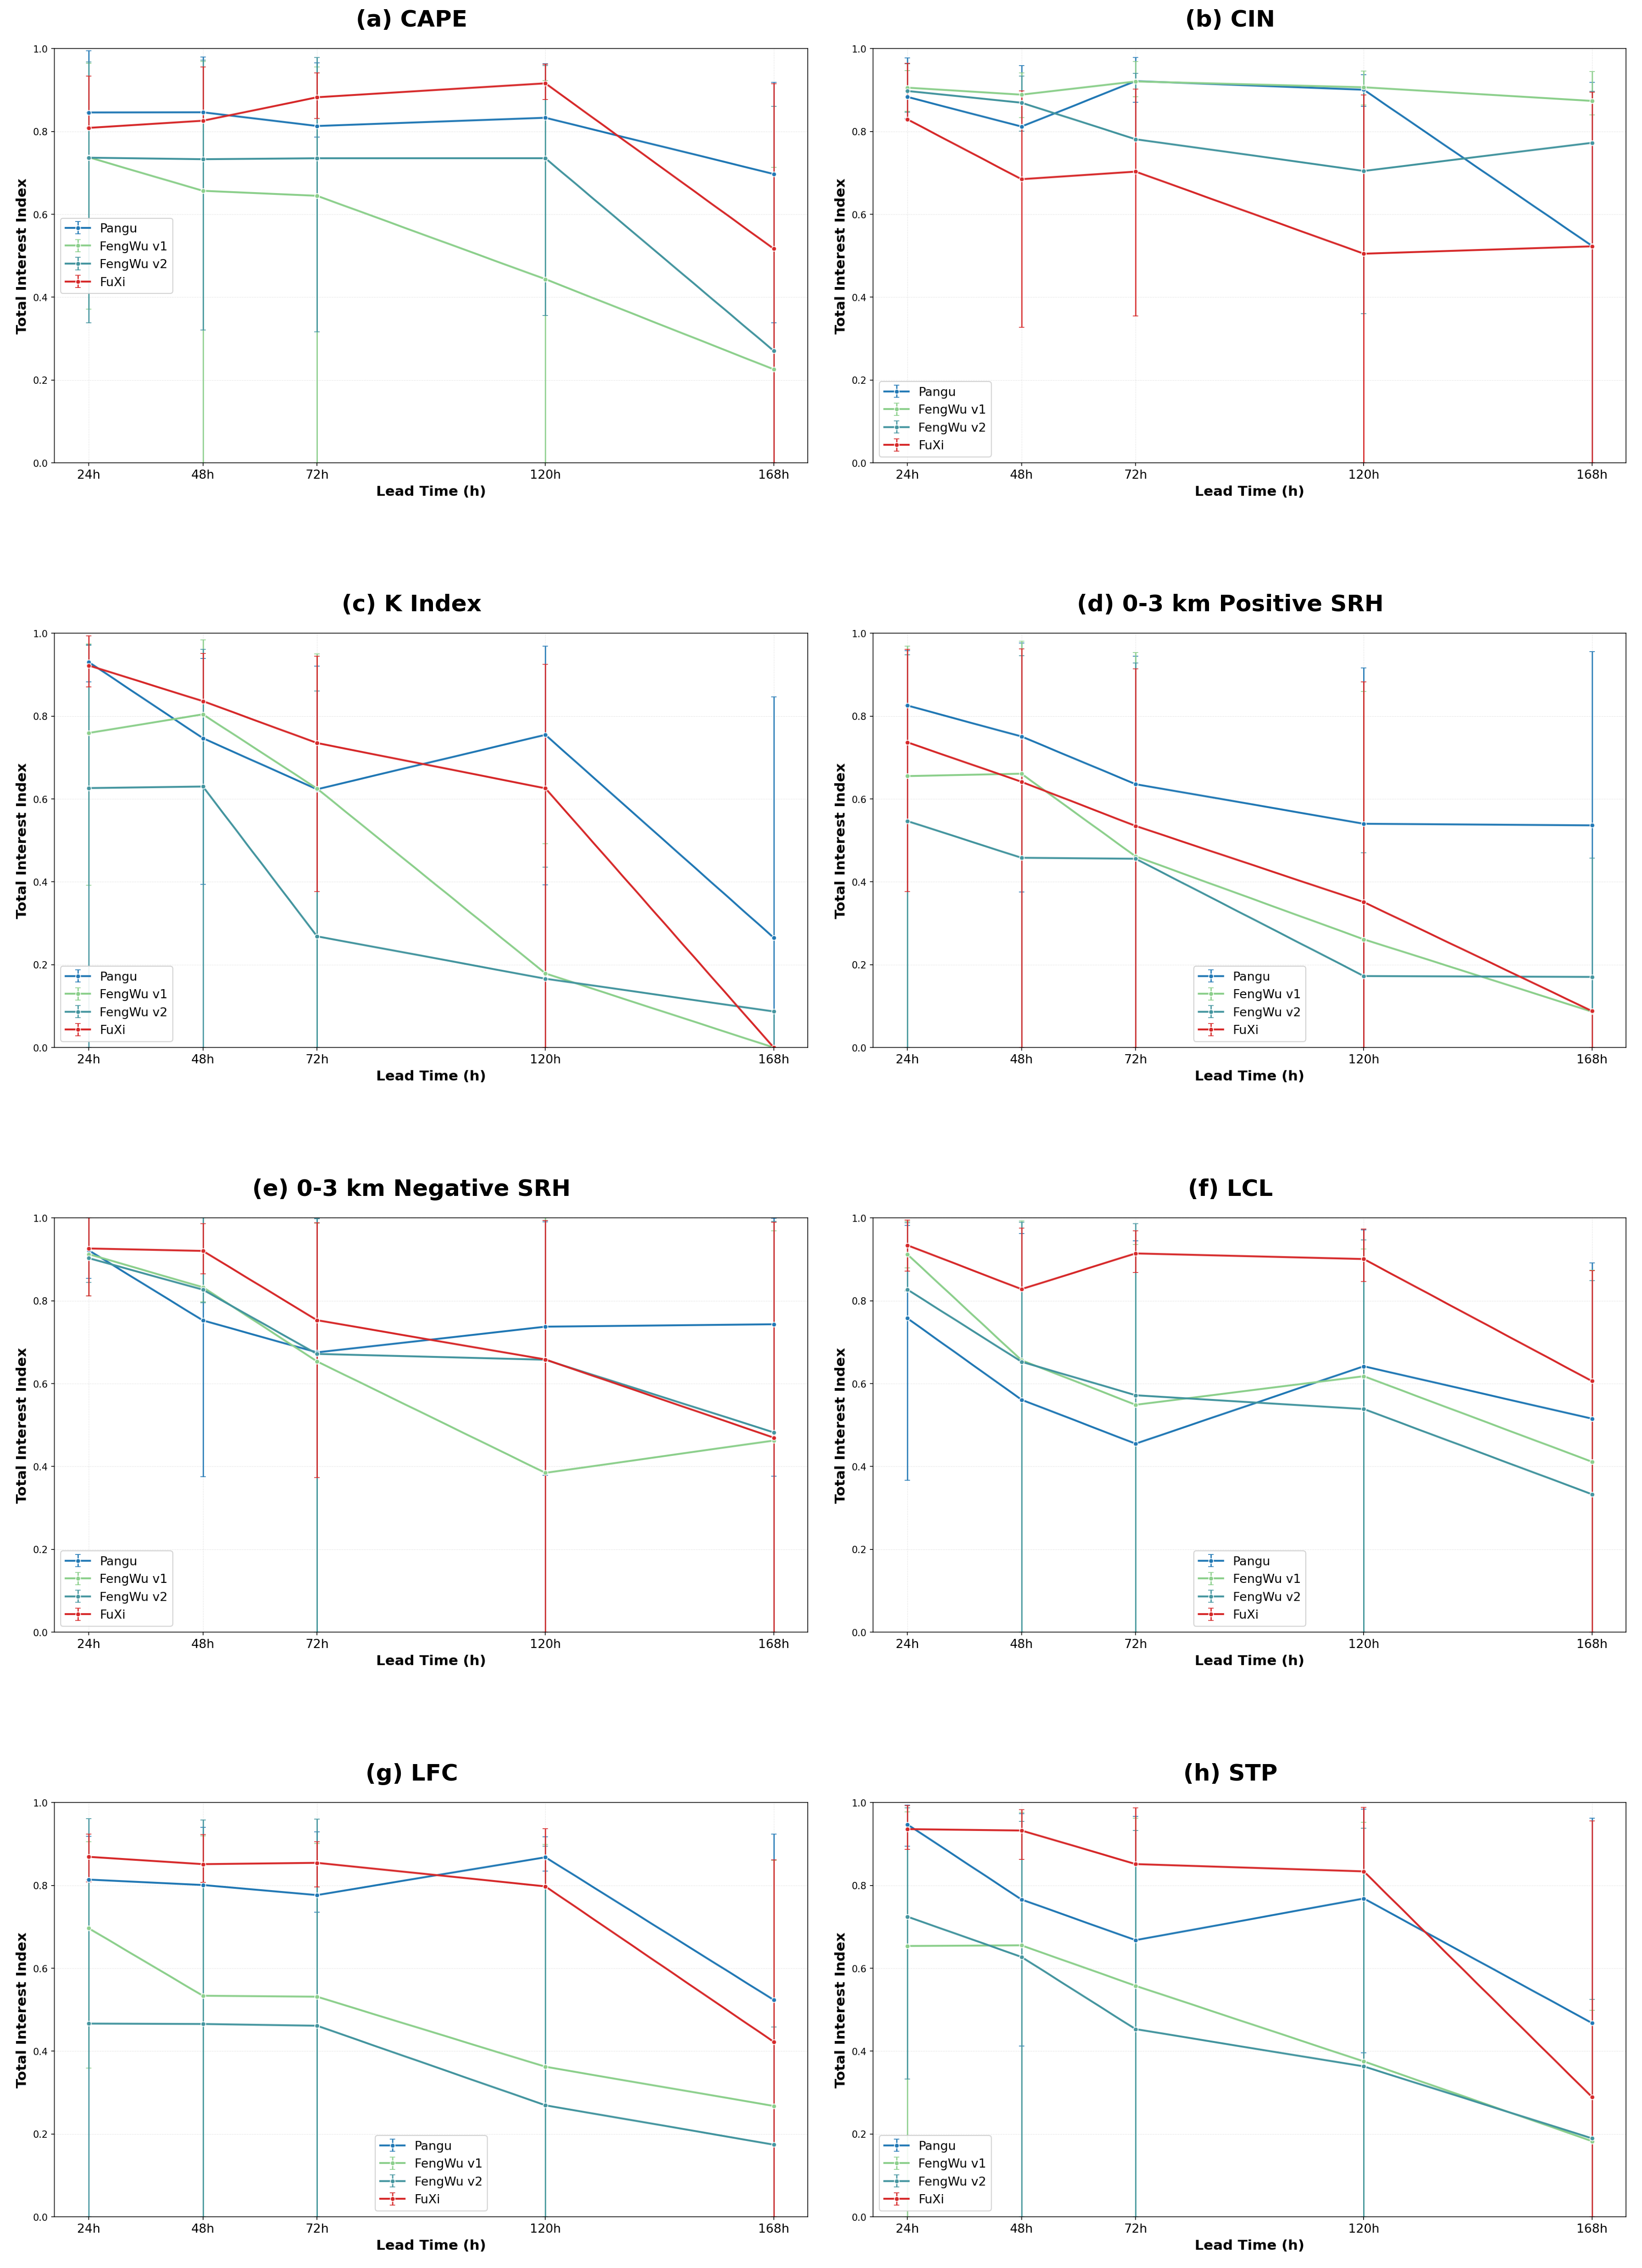 (a) CAPE
Total Interest Index
1.0
0.8
0.6
0.4
0.2
0.0
Pangu
FengWu v1
FengWu v2
FuXi
24h 48h 72h 120h 168h
Lead Time (h)
(b) CIN
Total Interest Index
1.0
0.8
0.6
0.4
0.2
0.0
Pangu
FengWu v1
FengWu v2
FuXi
24h 48h 72h 120h 168h
Lead Time (h)
(c) K Index
Total Interest Index
1.0
0.8
0.6
0.4
0.2
0.0
Pangu
FengWu v1
FengWu v2
FuXi
24h 48h 72h 120h 168h
Lead Time (h)
(d) 0-3 km Positive SRH
Total Interest Index
1.0
0.8
0.6
0.4
0.2
0.0
Pangu
FengWu v1
FengWu v2
FuXi
24h 48h 72h 120h 168h
Lead Time (h)
(e) 0-3 km Negative SRH
Total Interest Index
1.0
0.8
0.6
0.4
0.2
0.0
Pangu
FengWu v1
FengWu v2
FuXi
24h 48h 72h 120h 168h
Lead Time (h)
(f) LCL
Total Interest Index
1.0
0.8
0.6
0.4
0.2
0.0
Pangu
FengWu v1
FengWu v2
FuXi
24h 48h 72h 120h 168h
Lead Time (h)
(g) LFC
Total Interest Index
1.0
0.8
0.6
0.4
0.2
0.0
Pangu
FengWu v1
FengWu v2
FuXi
24h 48h 72h 120h 168h
Lead Time (h)
(h) STP
Total Interest Index
1.0
0.8
0.6
0.4
0.2
0.0
Pangu
FengWu v1
FengWu v2
FuXi
24h 48h 72h 120h 168h
Lead Time (h)